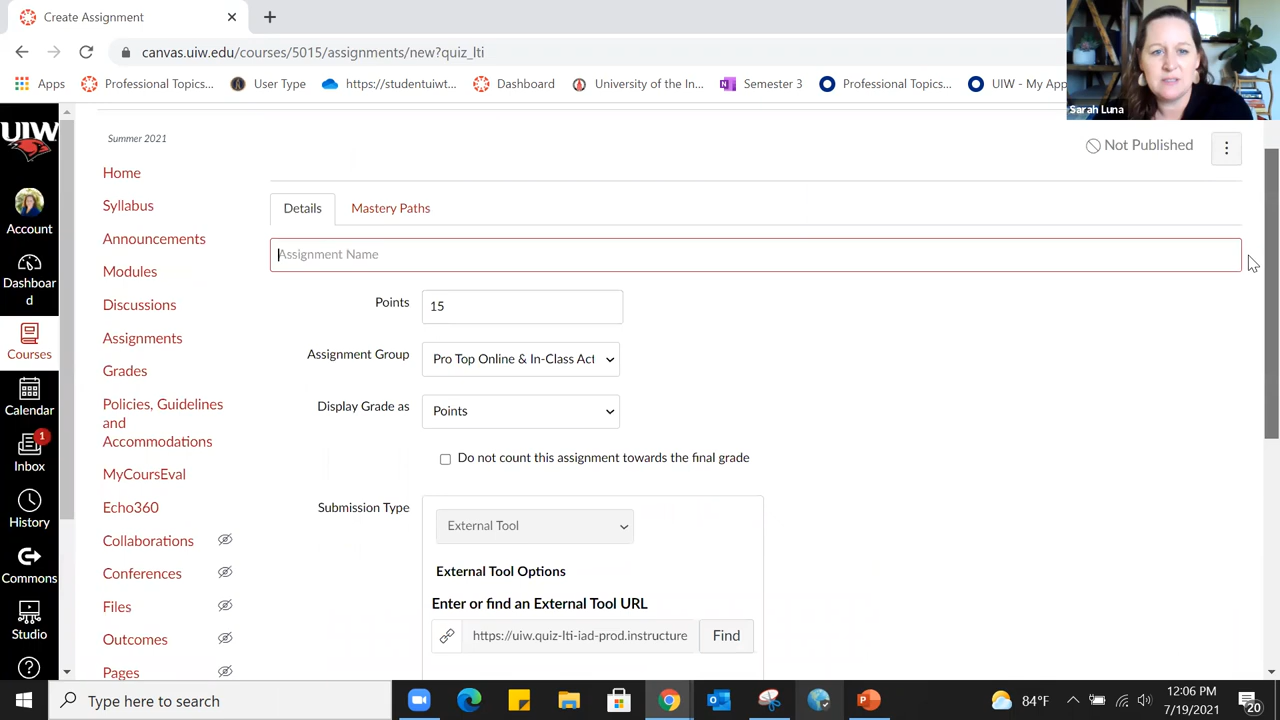 Create Assignment
canvas.uiw.edu/courses/5015/assignments/new?quiz_lti
Apps
Professional Topics...
User Type
https://studentuiwt...
Dashboard
University of the In...
Semester 3
Professional Topics...
UIW - My App
Sarah Luna
UIW
Account
Dashboar
d
Courses
Calendar
1
Inbox
History
Commons
Studio
Summer 2021
Home
Syllabus
Announcements
Modules
Discussions
Assignments
Grades
Policies, Guidelines
and
Accommodations
MyCoursEval
Echo360
Collaborations
Conferences
Files
Outcomes
Pages
Not Published
Details
Mastery Paths
Assignment Name
Points
15
Assignment Group
Pro Top Online & In-Class Act
Display Grade as
Points
Do not count this assignment towards the final grade
Submission Type
External Tool
External Tool Options
Enter or find an External Tool URL
https://uiw.quiz-lti-iad-prod.instructure
Find
Type here to search
84°F
12:06 PM
7/19/2021
20